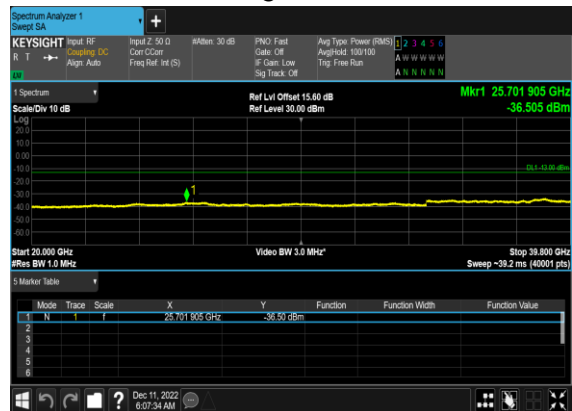 Spectrum Analyzer 1
Swept SA
KEYSIGHT Input: RF Input Z: 50 Ω #Atten: 30 dB PNO: Fast Avg Type: Power (RMS) 1 2 3 4 5 6
R T Coupling: DC Corr CCorr Gate: Off Avg|Hold: 100/100 A W W W W W
Align: Auto Freq Ref: Int (S) IF Gain: Low Trig: Free Run
LW Sig Track: Off A N N N N N
1 Spectrum Ref Lvl Offset 15.60 dB Mkr1 25.701 905 GHz
Scale/Div 10 dB Ref Level 30.00 dBm -36.505 dBm
Log
20.0
10.0
0.00
-10.0 DL1 -13.00 dBm
-20.0
-30.0 1
-40.0
-50.0
-60.0
Start 20.000 GHz Video BW 3.0 MHz* Stop 39.800 GHz
#Res BW 1.0 MHz Sweep ~39.2 ms (40001 pts)
5 Marker Table
Mode Trace Scale X Y Function Function Width Function Value
1 N 1 f 25.701 905 GHz -36.50 dBm
2
3
4
5
6
? Dec 11, 2022
6:07:34 AM